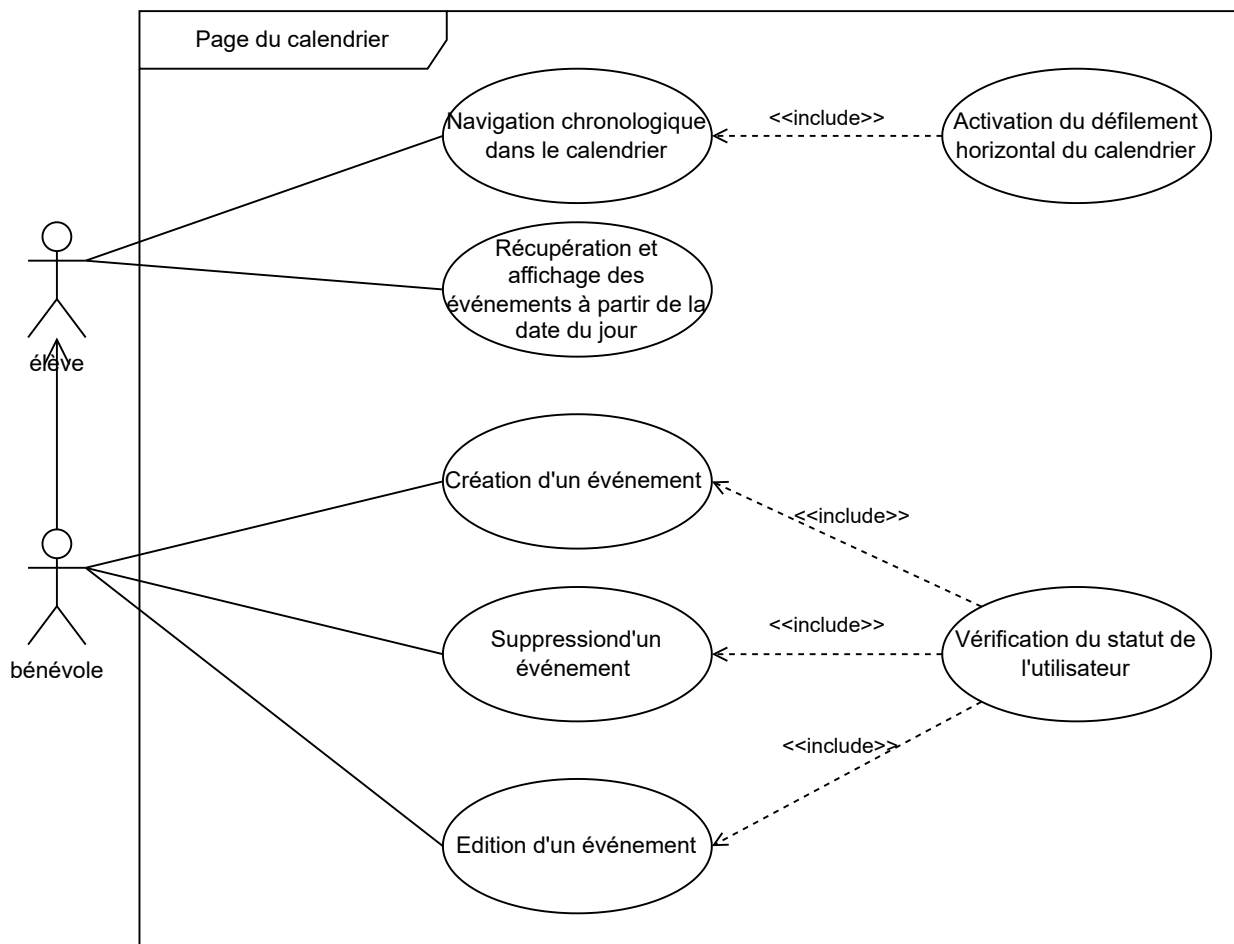 Page du calendrier
Navigation chronologique
dans le calendrier
<<include>>
Activation du défilement
horizontal du calendrier
Récupération et
affichage des
événements à partir de la
date du jour
élève
Création d'un événement
<<include>>
Suppressiond'un
événement
<<include>>
Vérification du statut de
l'utilisateur
bénévole
<<include>>
Edition d'un événement